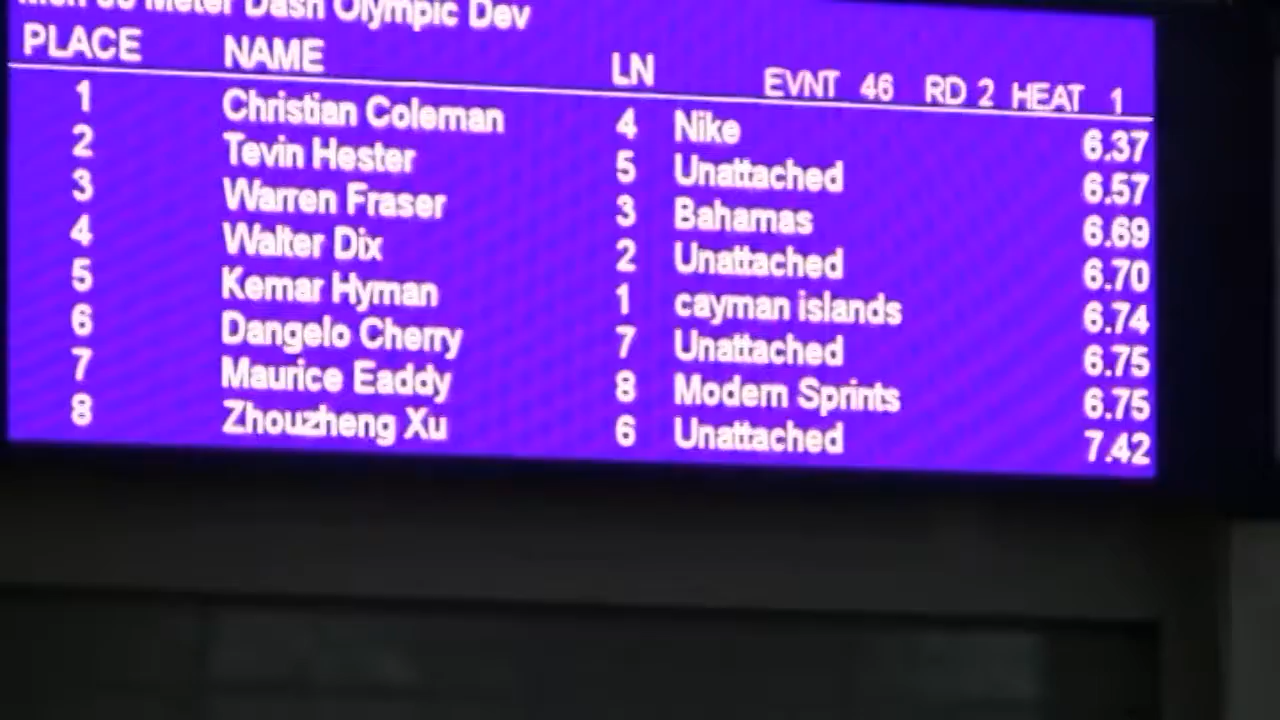 Meter Dash Olympic Dev
PLACE NAME LN EVNT 46 RD 2 HEAT 1
1 Christian Coleman 4 Nike 6.37
2 Tevin Hester 5 Unattached 6.57
3 Warren Fraser 3 Bahamas 6.69
4 Walter Dix 2 Unattached 6.70
5 Kemar Hyman 1 cayman islands 6.74
6 Dangelo Cherry 7 Unattached 6.75
7 Maurice Eaddy 8 Modern Sprints 6.75
8 Zhouzheng Xu 6 Unattached 7.42